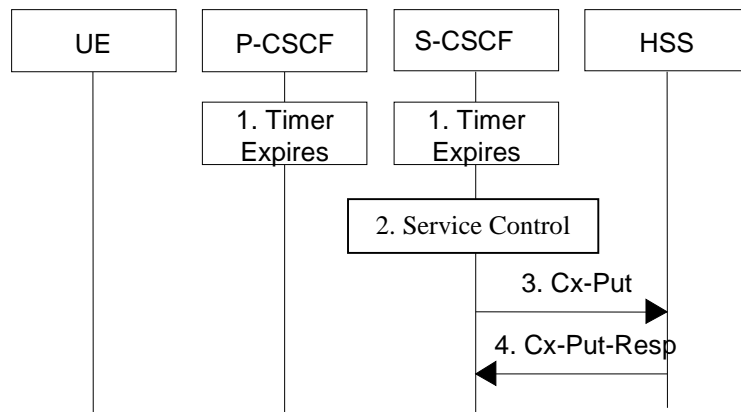 UE
P-CSCF
S-CSCF
HSS
1. Timer
Expires
1. Timer
Expires
2. Service Control
3. Cx-Put
4. Cx-Put-Resp